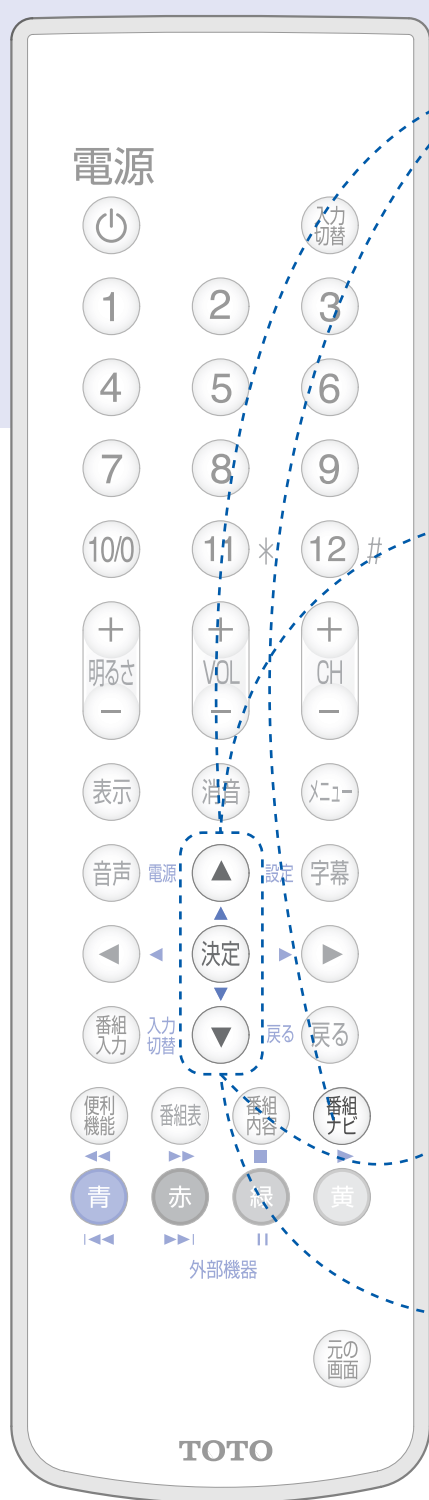 電源
入力
切替
1 2 3
4 5 6
7 8 9
10/0 11 * 12 #
+ + +
明るさ VOL CH
− − −
表示 消音 メニュー
音声 電源 ▲ 設定 字幕
▲
◀ ◀ 決定 ▶ ▶
▼
番組
入力
入力
切替
▼ 戻る 戻る
便利
機能
番組表
番組
内容
番組
ナビ
◀◀ ▶▶ ■ ▶
青 赤 緑 黄
I◀◀ ▶▶I II
外部機器
元の
画面
TOTO